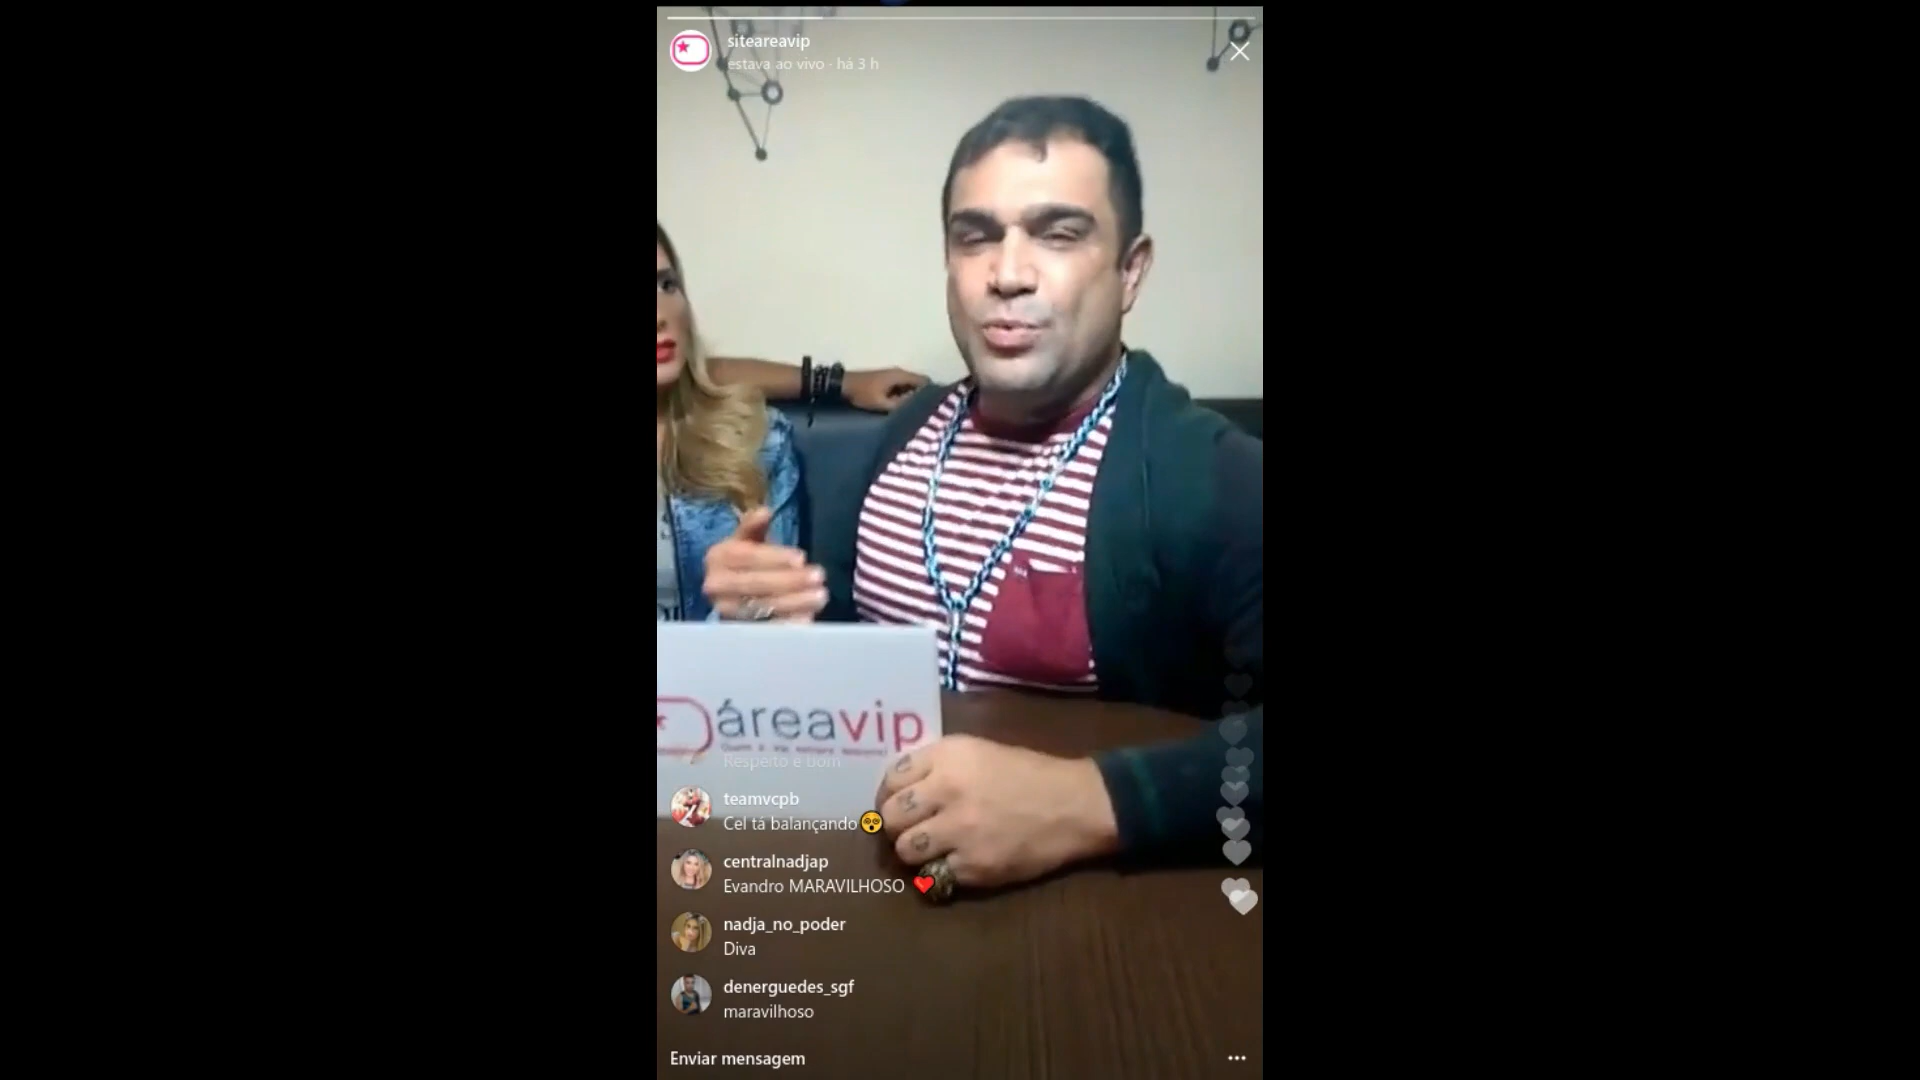 siteareavip
estava ao vivo · há 3 h
áreavip
Respeito é bom
teamvcpb
Cel tá balançando😵
centralnadjap
Evandro MARAVILHOSO ❤️
nadja_no_poder
Diva
denerguedes_sgf
maravilhoso
Enviar mensagem